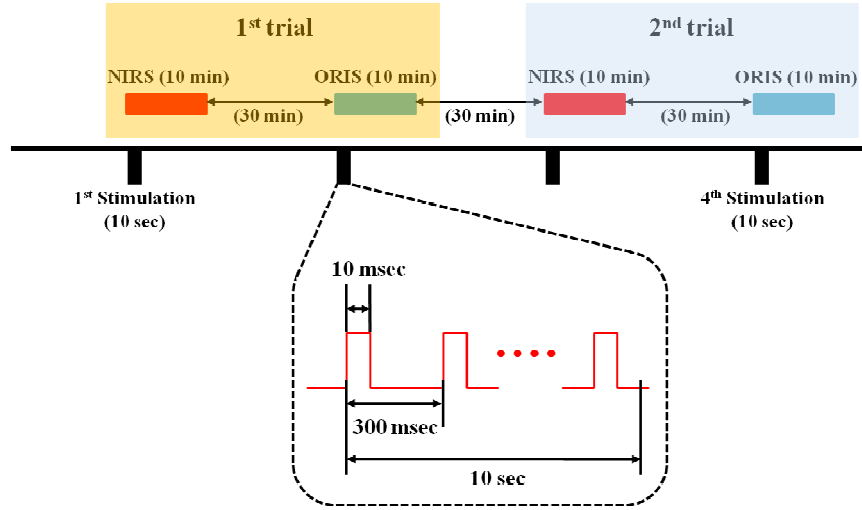 1st trial
2nd trial
NIRS (10 min)
ORIS (10 min)
NIRS (10 min)
ORIS (10 min)
(30 min)
(30 min)
(30 min)
1st Stimulation
(10 sec)
4th Stimulation
(10 sec)
10 msec
300 msec
10 sec